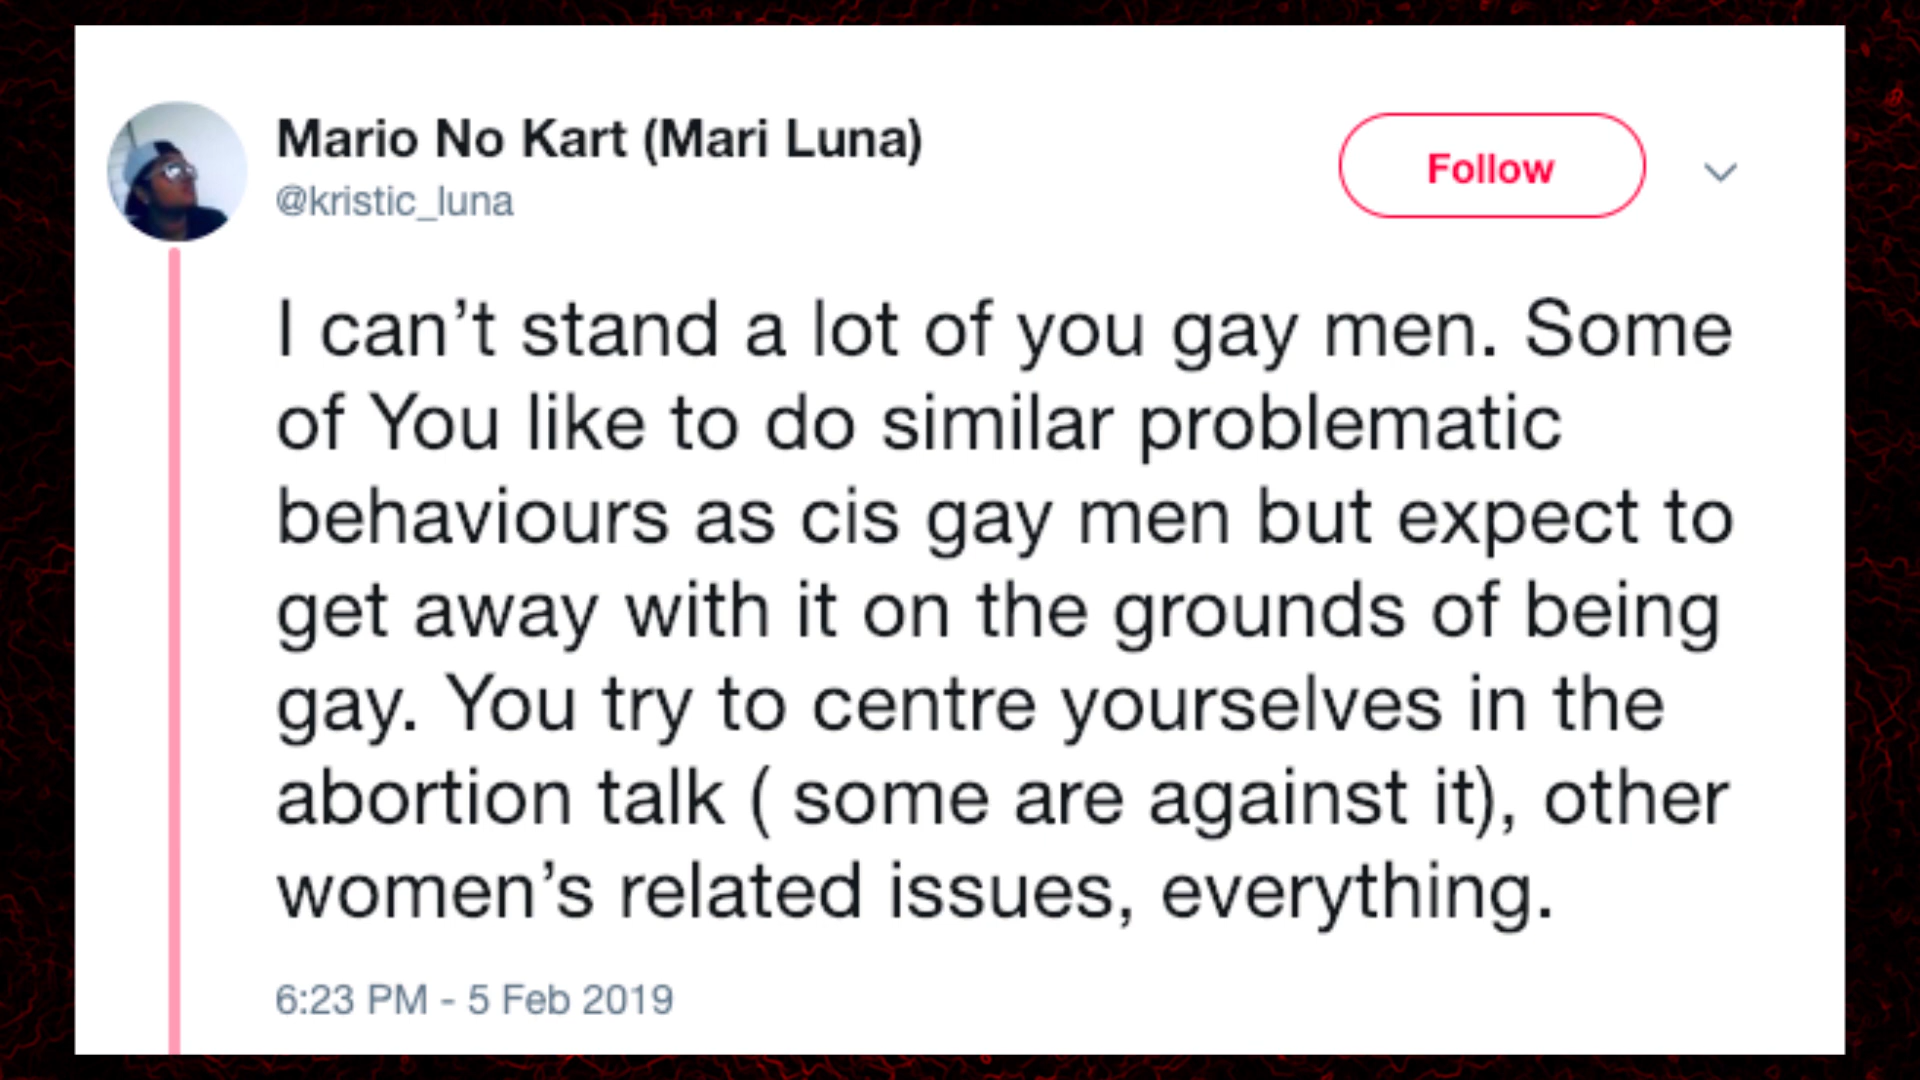 Mario No Kart (Mari Luna)
@kristic_luna
Follow
I can’t stand a lot of you gay men. Some
of You like to do similar problematic
behaviours as cis gay men but expect to
get away with it on the grounds of being
gay. You try to centre yourselves in the
abortion talk ( some are against it), other
women’s related issues, everything.
6:23 PM - 5 Feb 2019